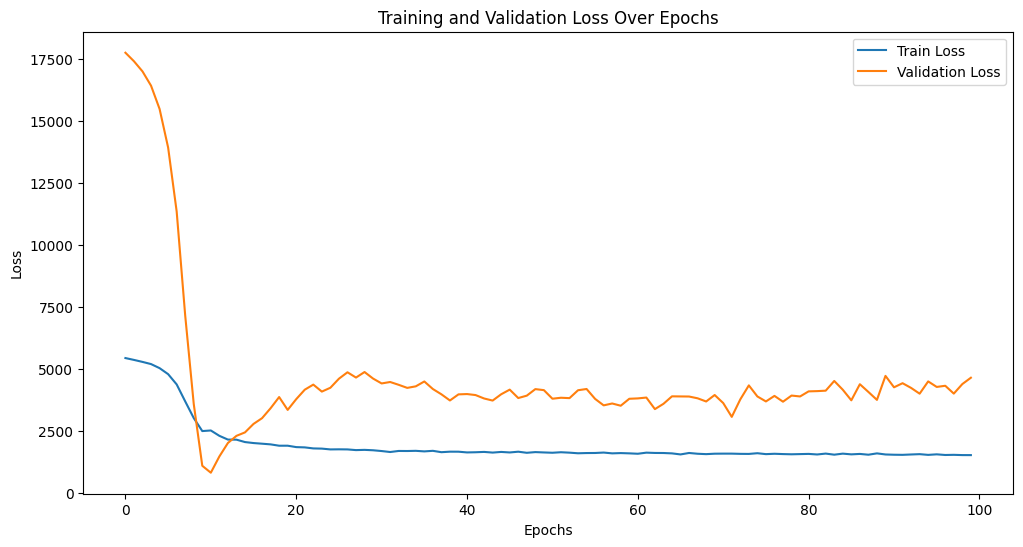 Training and Validation Loss Over Epochs
Train Loss
Validation Loss
17500
15000
12500
10000
7500
5000
2500
0
Loss
0 20 40 60 80 100
Epochs